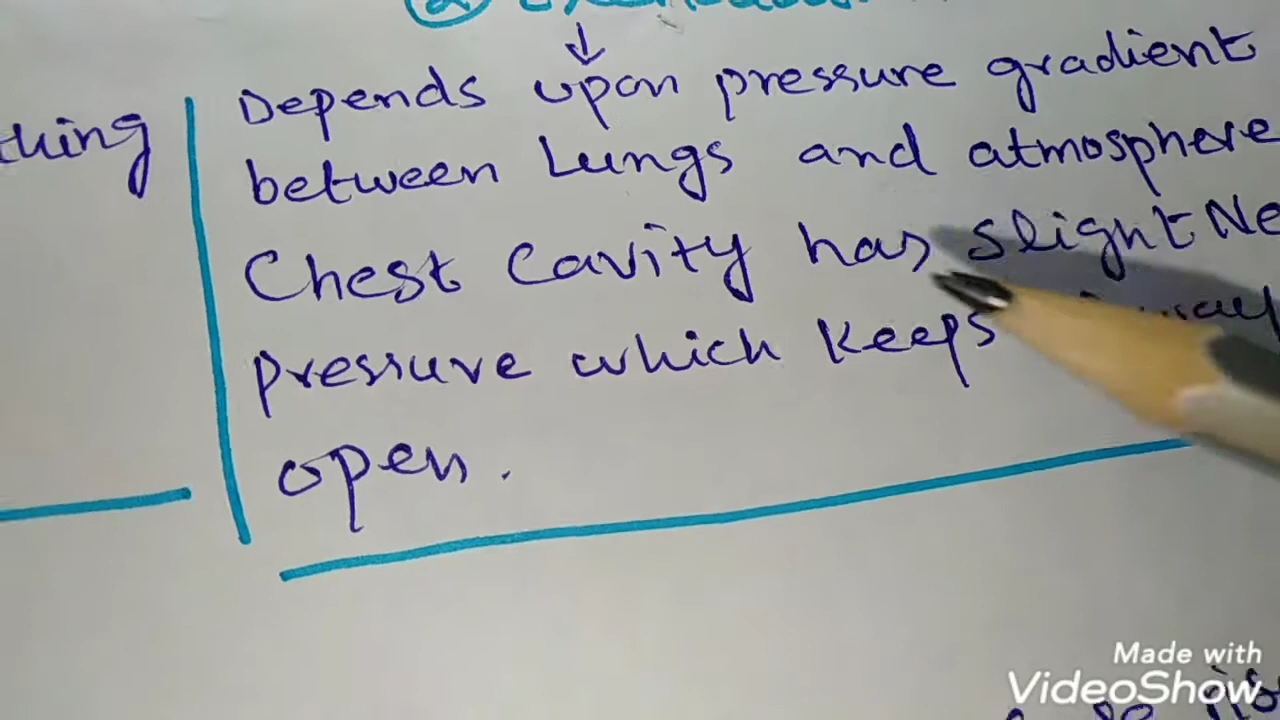 Depends upon pressure gradient
between Lungs and atmosphere
Chest Cavity has slight Ne
pressure which keeps
open.
thing
Made with
VideoShow